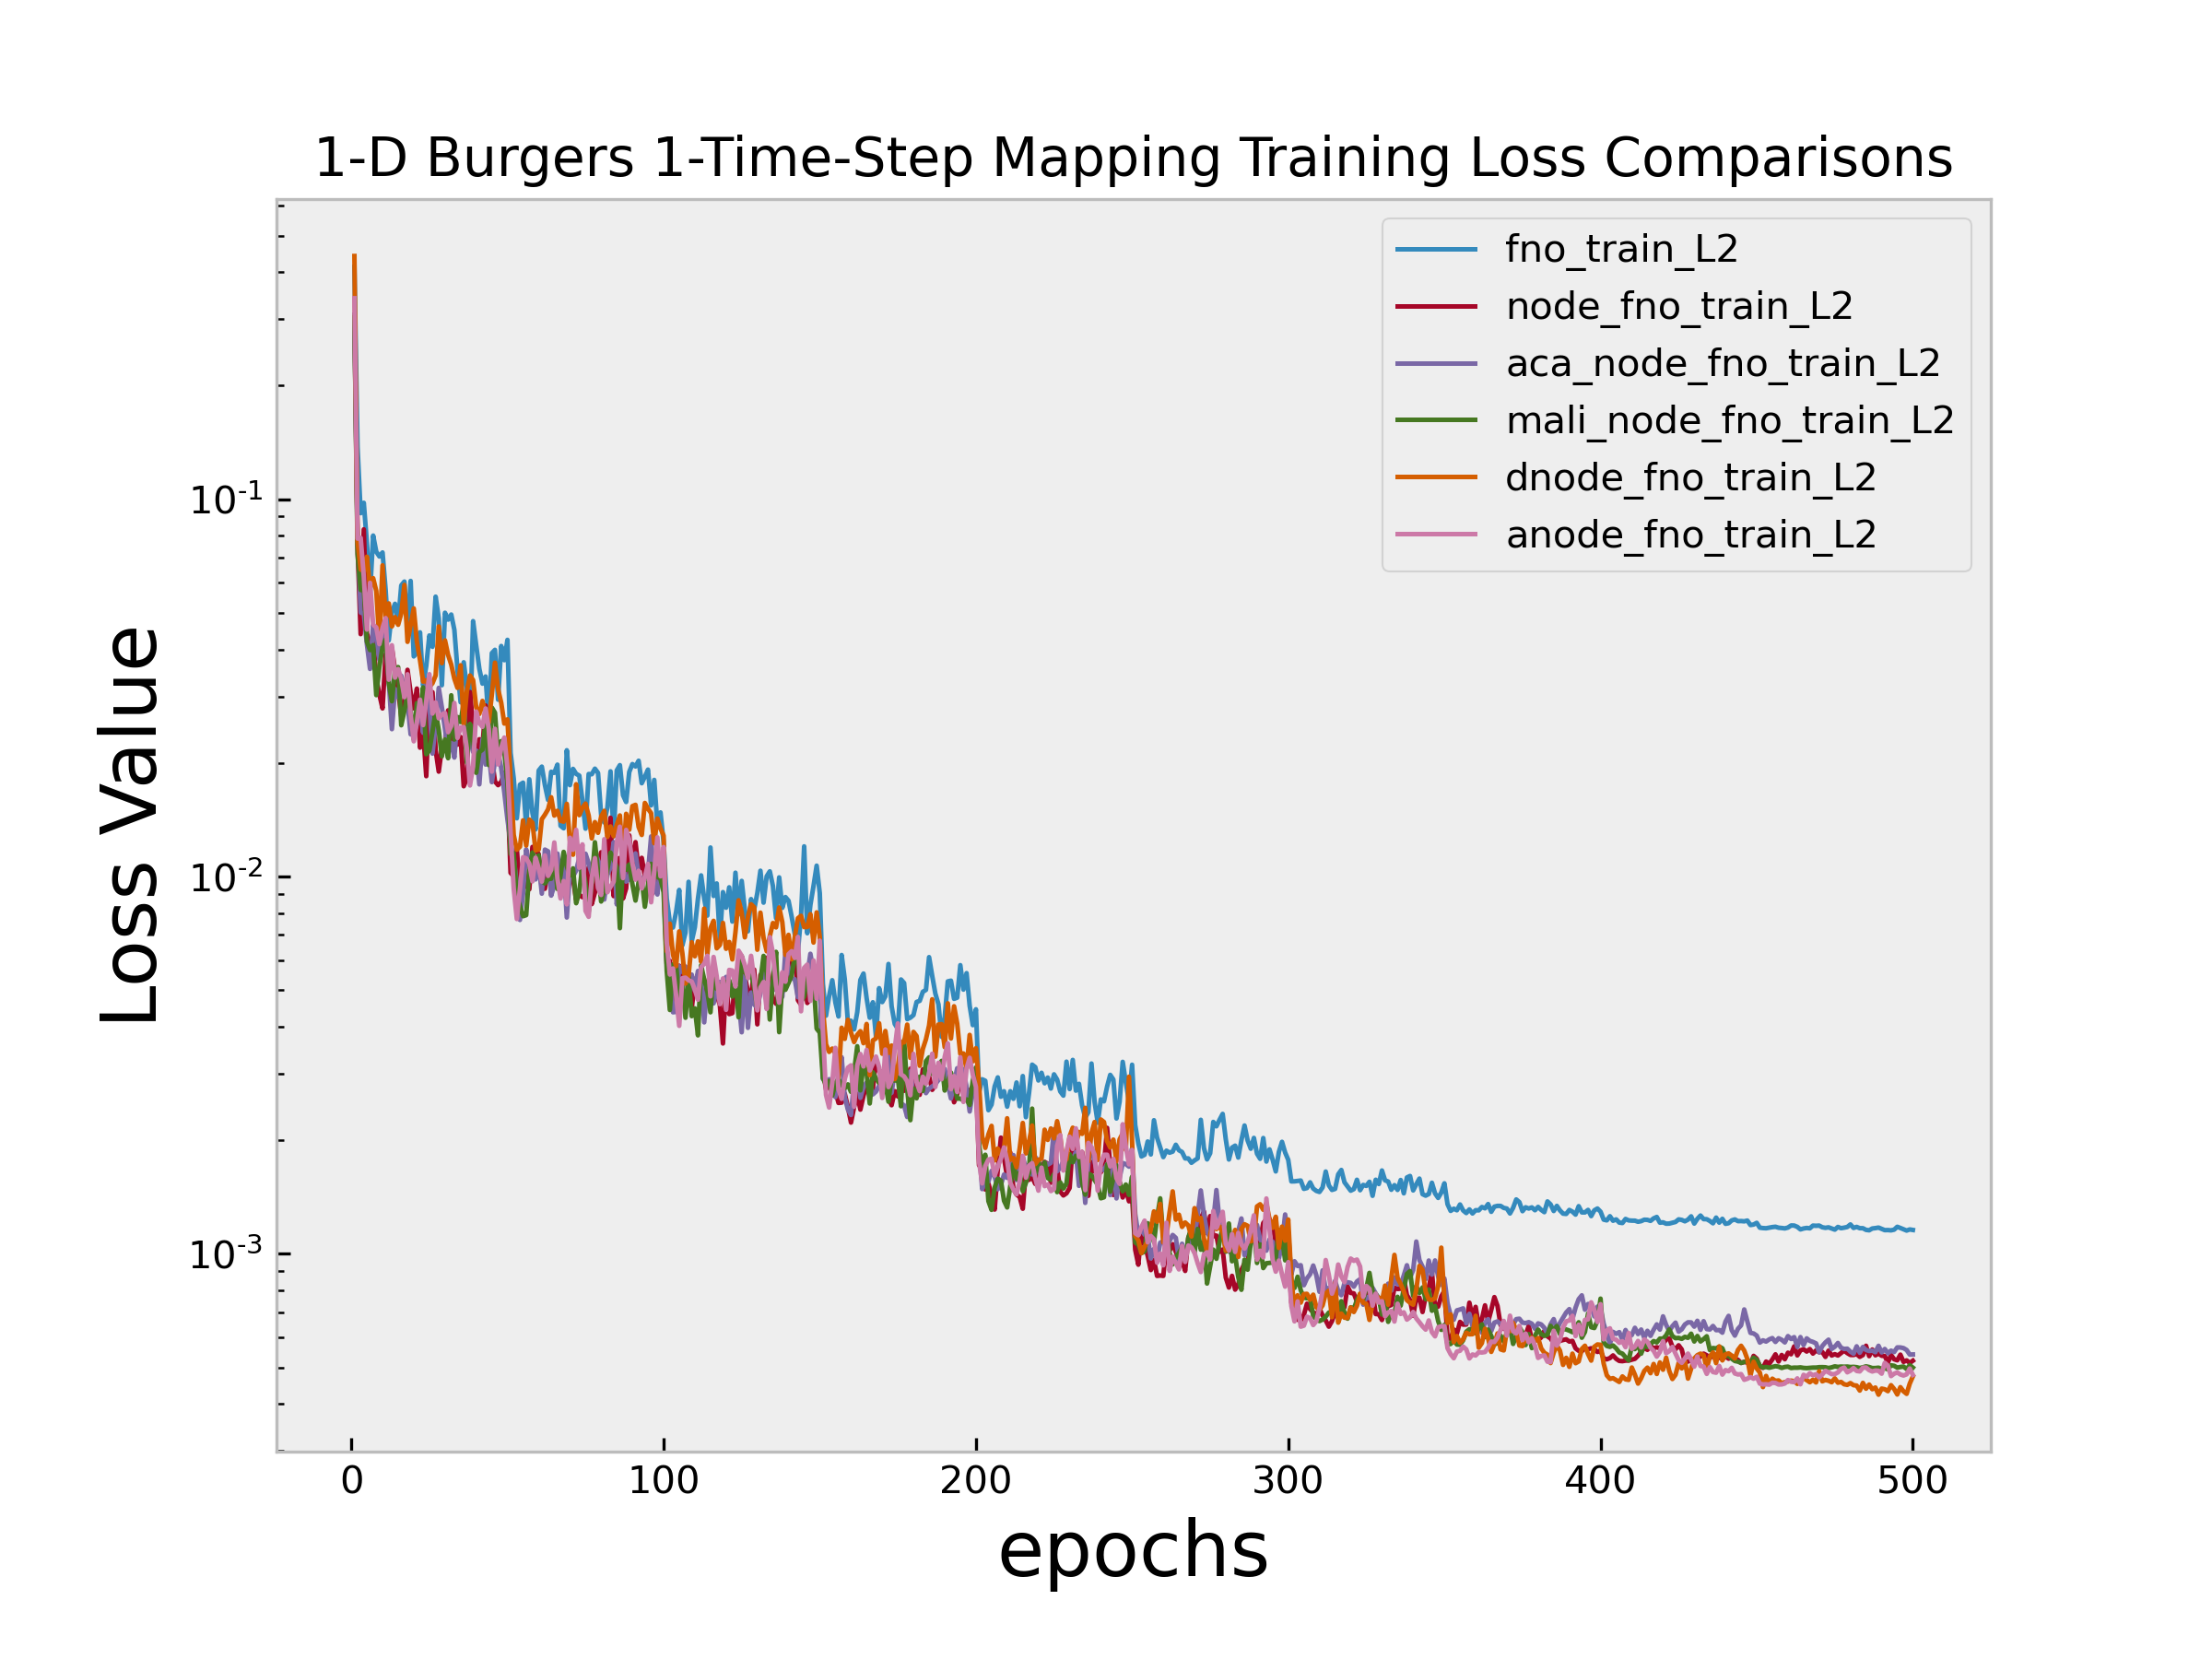 1-D Burgers 1-Time-Step Mapping Training Loss Comparisons
fno_train_L2
node_fno_train_L2
aca_node_fno_train_L2
mali_node_fno_train_L2
dnode_fno_train_L2
anode_fno_train_L2
Loss Value
10⁻¹
10⁻²
10⁻³
0 100 200 300 400 500
epochs